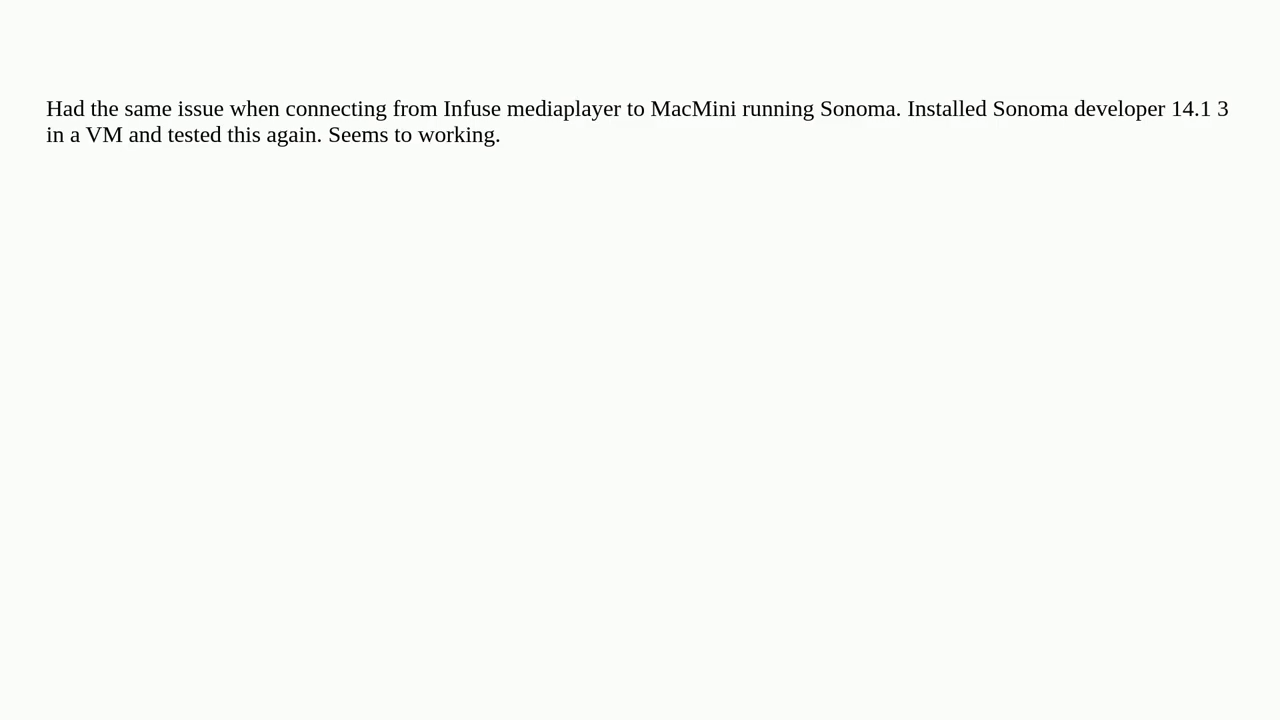 Had the same issue when connecting from Infuse mediaplayer to MacMini running Sonoma. Installed Sonoma developer 14.1 3
in a VM and tested this again. Seems to working.